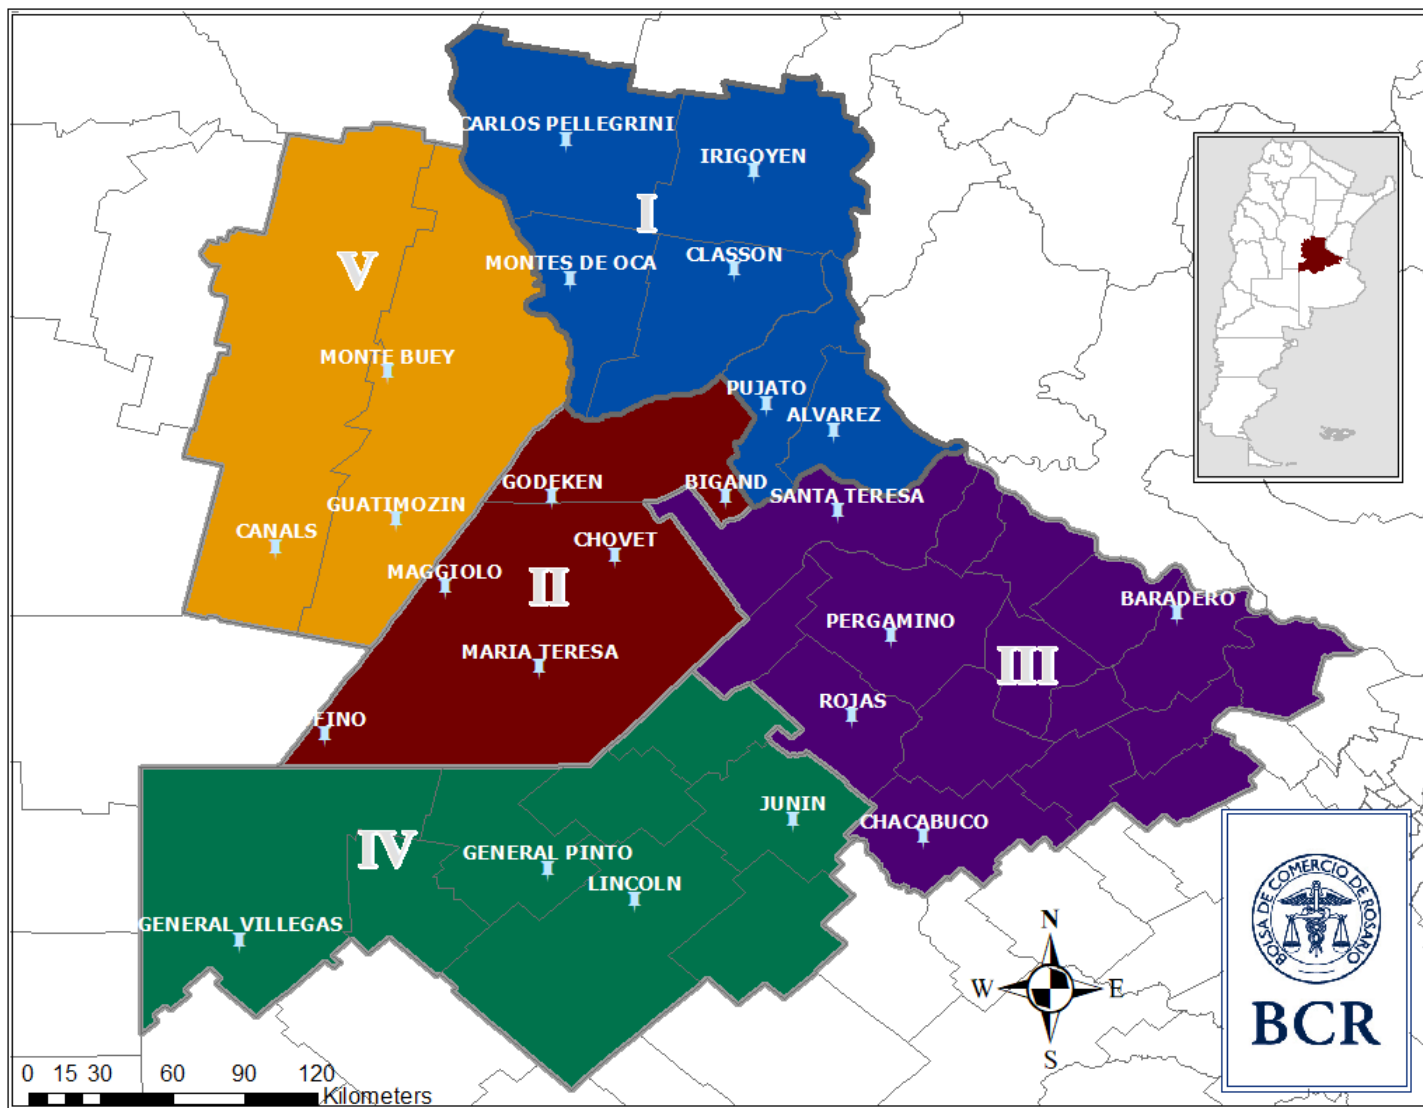 CARLOS PELLEGRINI
IRIGOYEN
I
V
MONTES DE OCA
CLASSON
MONTE BUEY
PUJATO
ALVAREZ
GODEKEN
BIGAND
SANTA TERESA
GUATIMOZIN
CANALS
CHOVET
MAGGIOLO
II
BARADERO
PERGAMINO
MARIA TERESA
III
ROJAS
FINO
JUNIN
CHACABUCO
IV
GENERAL PINTO
LINCOLN
GENERAL VILLEGAS
N
W
E
S
BOLSA DE COMERCIO DE ROSARIO
BCR
0 15 30 60 90 120
Kilometers